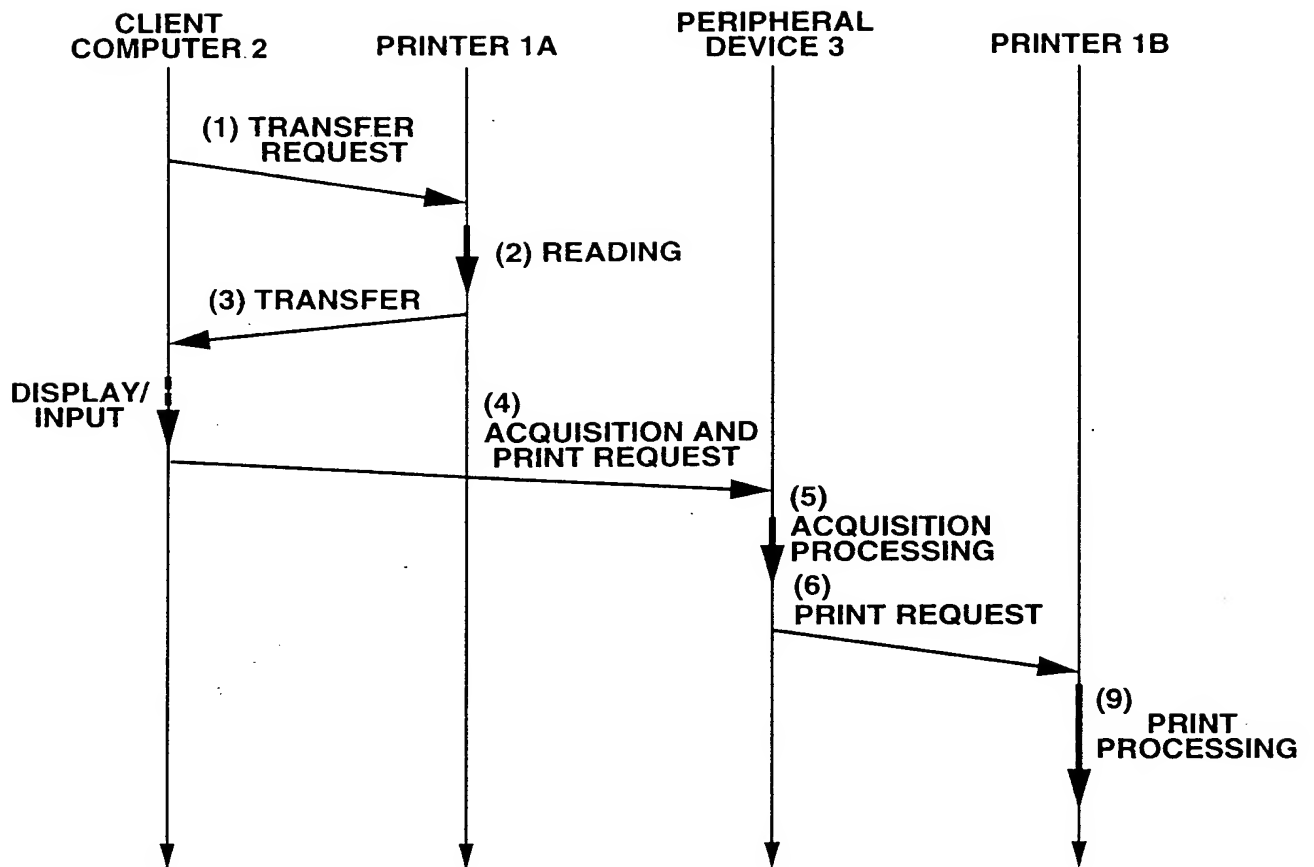 CLIENT
COMPUTER 2
PRINTER 1A
PERIPHERAL
DEVICE 3
PRINTER 1B
(1) TRANSFER
REQUEST
(2) READING
(3) TRANSFER
DISPLAY/
INPUT
(4)
ACQUISITION AND
PRINT REQUEST
(5)
ACQUISITION
PROCESSING
(6)
PRINT REQUEST
(9)
PRINT
PROCESSING